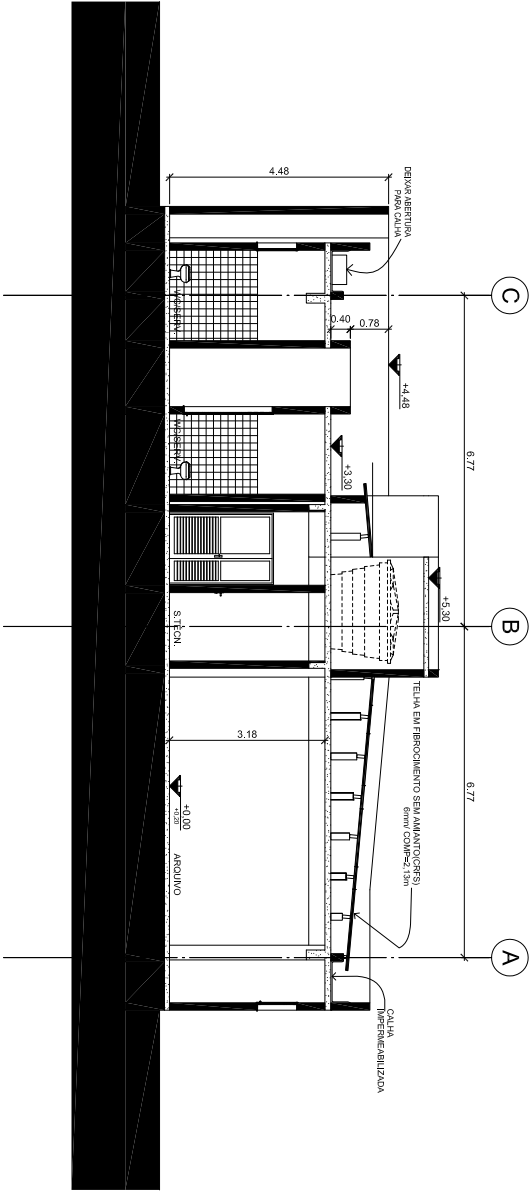 C
B
A
6.77
6.77
4.48
DEIXAR ABERTURA
PARA CALHA
0.40
0.78
+4,48
+3,30
+5,30
TELHA EM FIBROCIMENTO SEM AMIANTO(CRFS)
6mm/ COMP=2,13m
CALHA
IMPERMEABILIZADA
3.18
WC/SERV.
WC/SERV.
S.TECN.
+0,00
+0,20
ARQUIVO